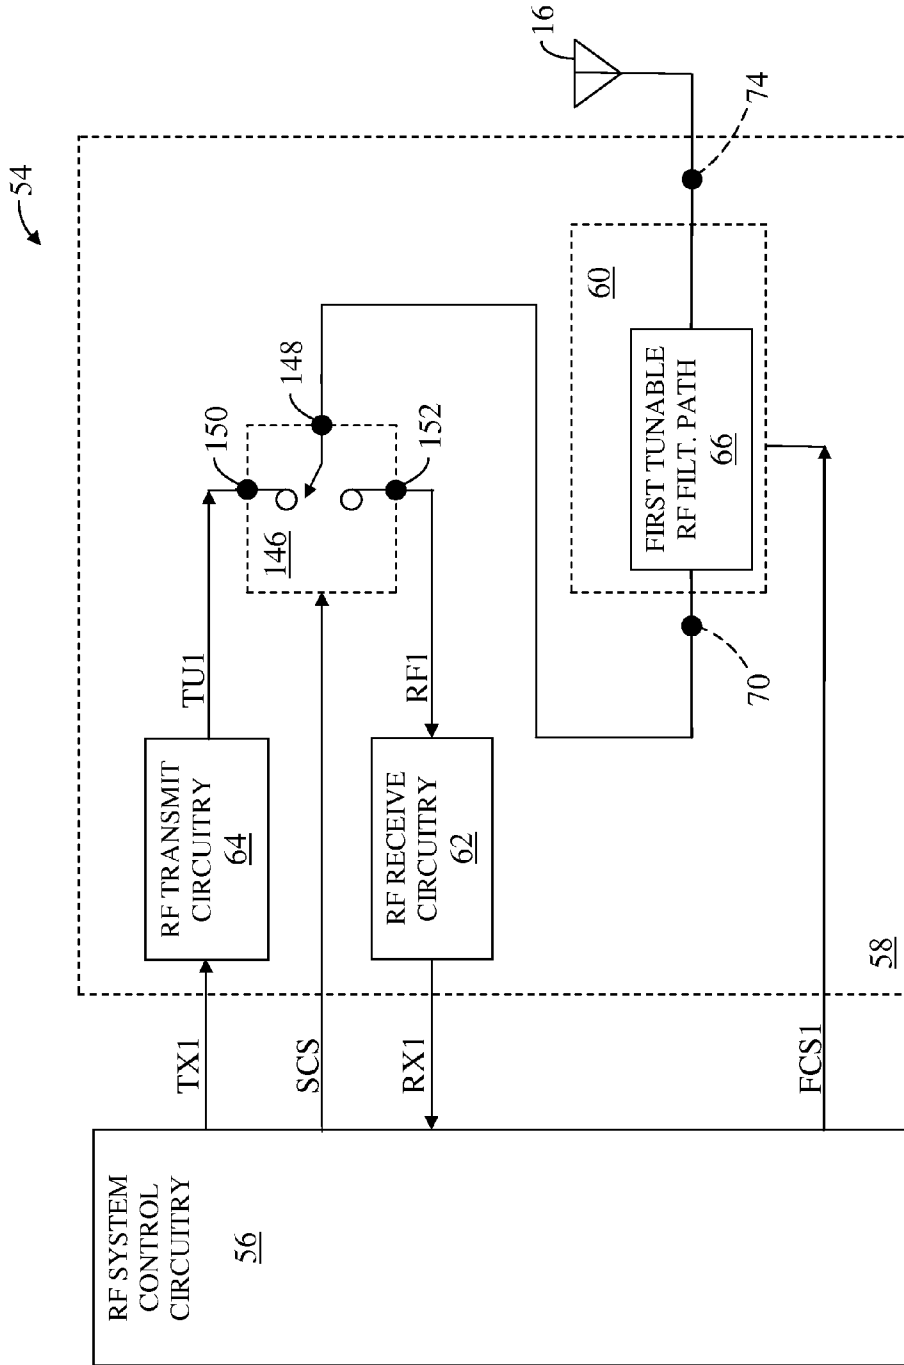 54
RF SYSTEM
CONTROL
CIRCUITRY
56
TX1
SCS
RX1
FCS1
58
RF TRANSMIT
CIRCUITRY
64
TU1
RF RECEIVE
CIRCUITRY
62
RF1
146
150
148
152
70
60
FIRST TUNABLE
RF FILT. PATH
66
74
16